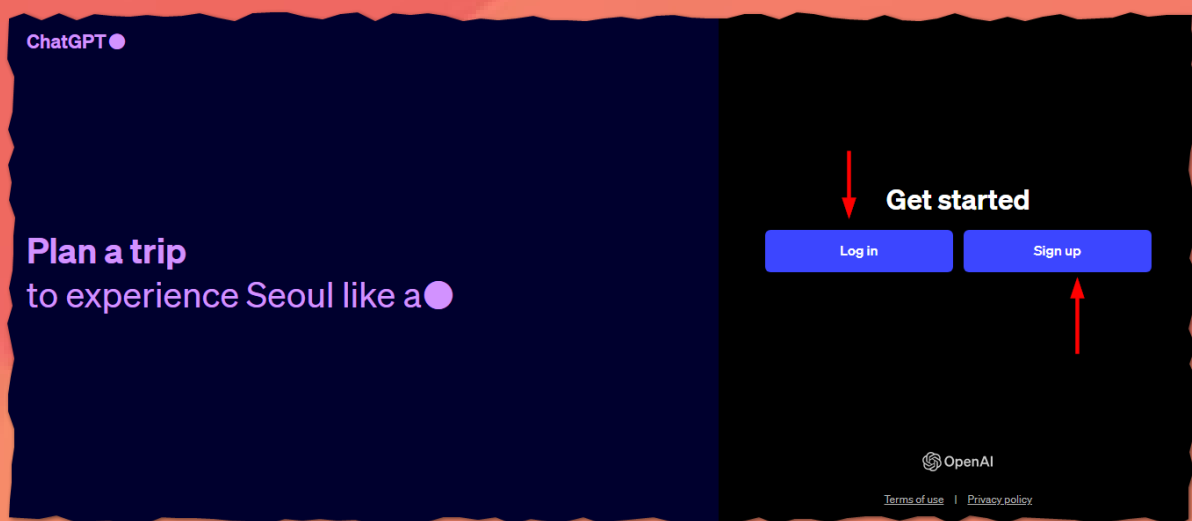 ChatGPT
Plan a trip
to experience Seoul like a
Get started
Log in
Sign up
OpenAI
Terms of use | Privacy policy